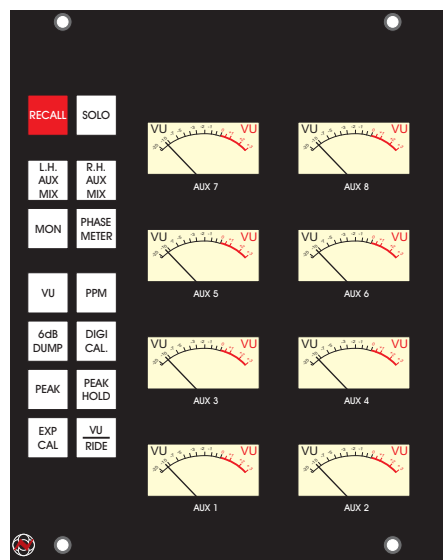 RECALL
SOLO
L.H.
AUX
MIX
R.H.
AUX
MIX
MON
PHASE
METER
VU
PPM
6dB
DUMP
DIGI
CAL.
PEAK
PEAK
HOLD
EXP
CAL
VU
RIDE
VU VU
AUX 7
VU VU
AUX 8
VU VU
AUX 5
VU VU
AUX 6
VU VU
AUX 3
VU VU
AUX 4
VU VU
AUX 1
VU VU
AUX 2